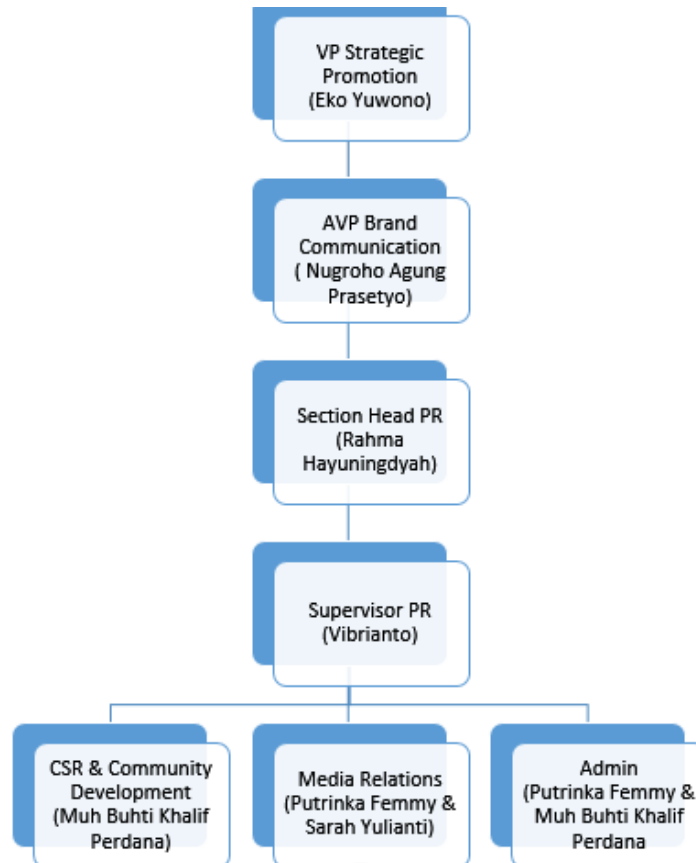 VP Strategic
Promotion
(Eko Yuwono)
AVP Brand
Communication
( Nugroho Agung
Prasetyo)
Section Head PR
(Rahma
Hayuningdyah)
Supervisor PR
(Vibrianto)
CSR & Community
Development
(Muh Buhti Khalif
Perdana)
Media Relations
(Putrinka Femmy &
Sarah Yulianti)
Admin
(Putrinka Femmy &
Muh Buhti Khalif
Perdana